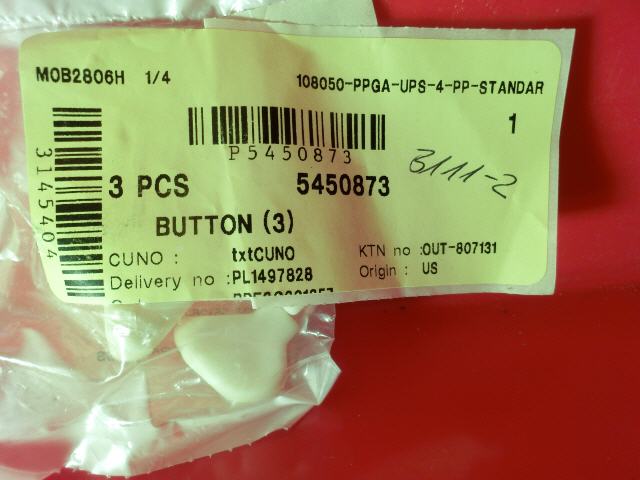 MOB2806H 1/4 108050-PPGA-UPS-4-PP-STANDAR
1
P5450873
3145404
3111-2
3 PCS 5450873
BUTTON (3)
CUNO : txtCUNO KTN no :OUT-807131
Delivery no :PL1497828 Origin : US